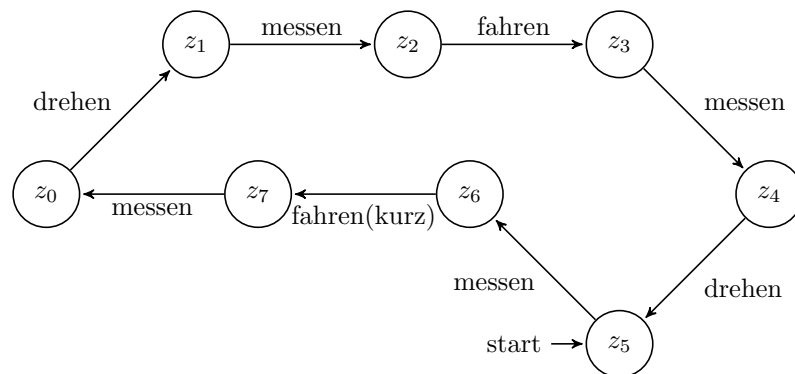 messen
fahren
z1
z2
z3
drehen
messen
z0
z7
z6
z4
messen
fahren(kurz)
messen
drehen
start
z5